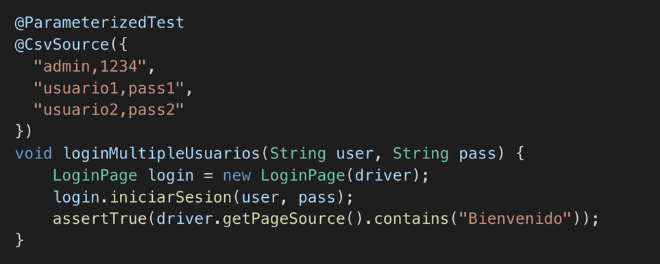 @ParameterizedTest
@CsvSource({
  "admin,1234",
  "usuario1,pass1",
  "usuario2,pass2"
})
void loginMultipleUsuarios(String user, String pass) {
    LoginPage login = new LoginPage(driver);
    login.iniciarSesion(user, pass);
    assertTrue(driver.getPageSource().contains("Bienvenido"));
}